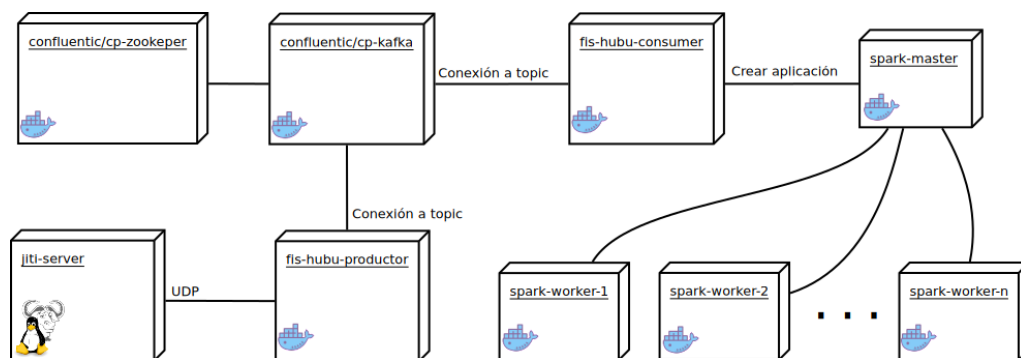 confluentic/cp-zookeper
confluentic/cp-kafka
fis-hubu-consumer
spark-master
Conexión a topic
Crear aplicación
Conexión a topic
jiti-server
fis-hubu-productor
UDP
spark-worker-1
spark-worker-2
spark-worker-n
. . .